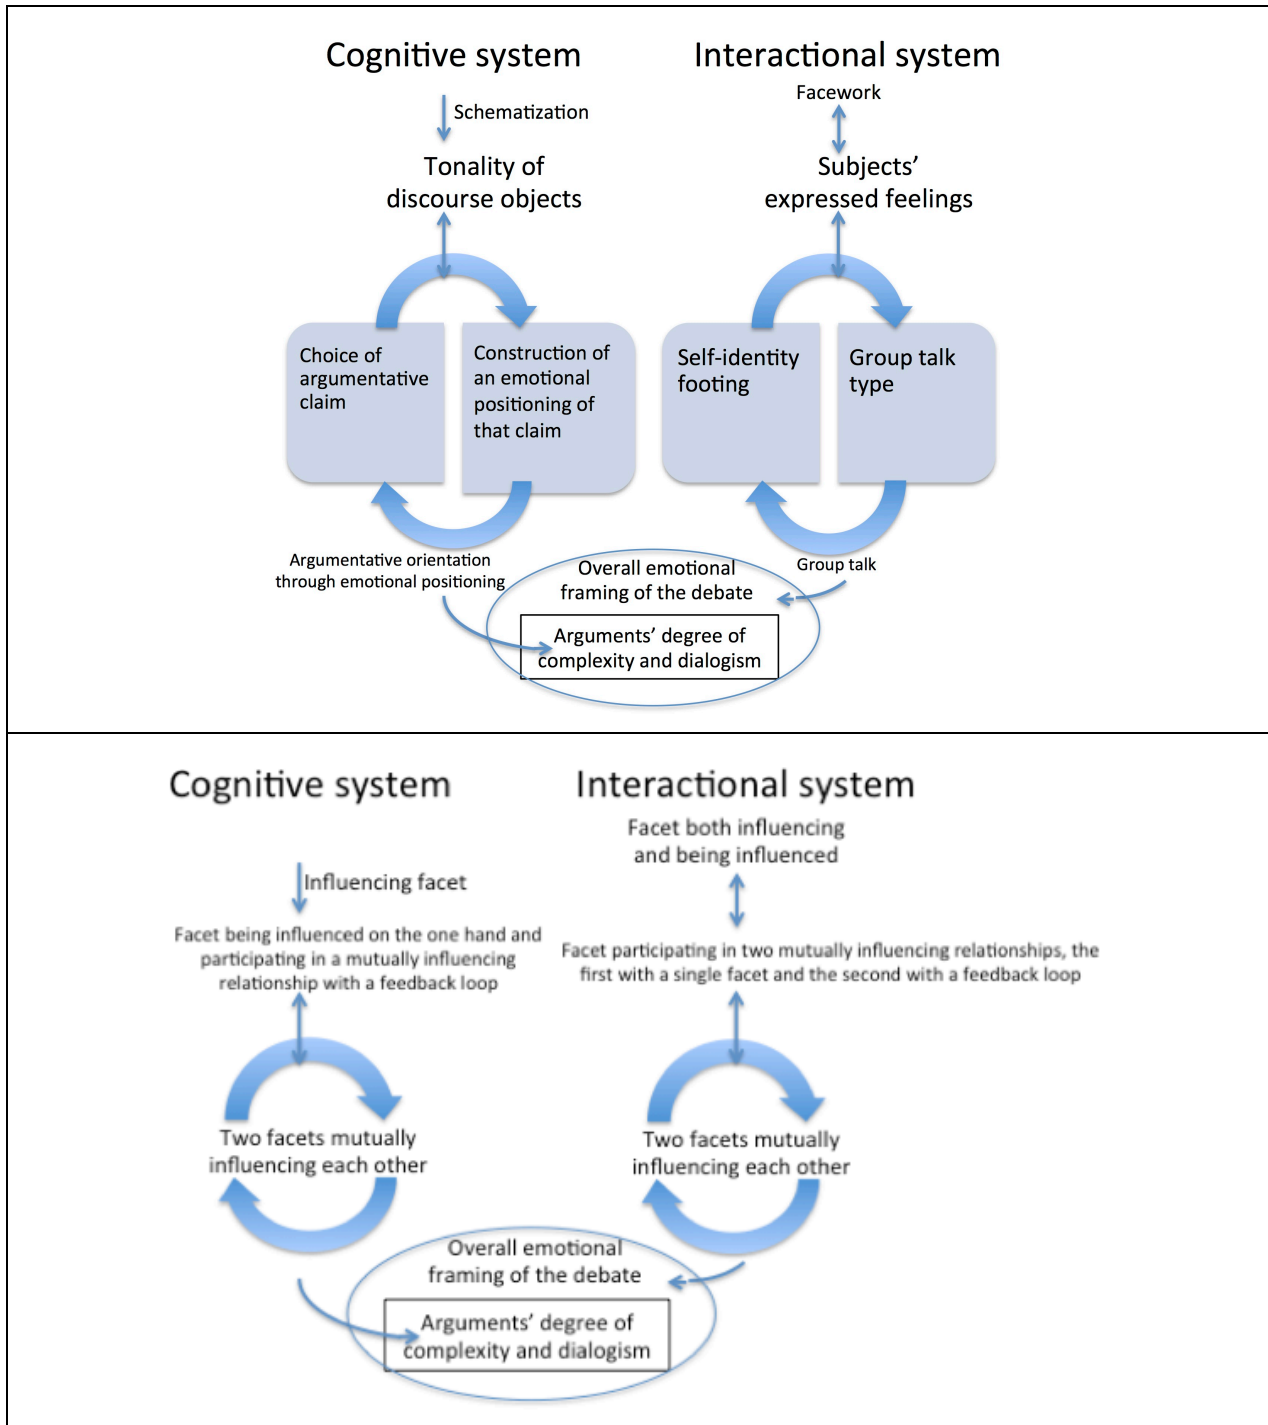 Cognitive system
Interactional system
Schematization
Facework
Tonality of
discourse objects
Subjects’
expressed feelings
Choice of
argumentative
claim
Construction of
an emotional
positioning of
that claim
Self-identity
footing
Group talk
type
Argumentative orientation
through emotional positioning
Group talk
Overall emotional
framing of the debate
Arguments’ degree of
complexity and dialogism
Cognitive system
Interactional system
Influencing facet
Facet both influencing
and being influenced
Facet being influenced on the one hand and
participating in a mutually influencing
relationship with a feedback loop
Facet participating in two mutually influencing relationships, the
first with a single facet and the second with a feedback loop
Two facets mutually
influencing each other
Two facets mutually
influencing each other
Overall emotional
framing of the debate
Arguments’ degree of
complexity and dialogism